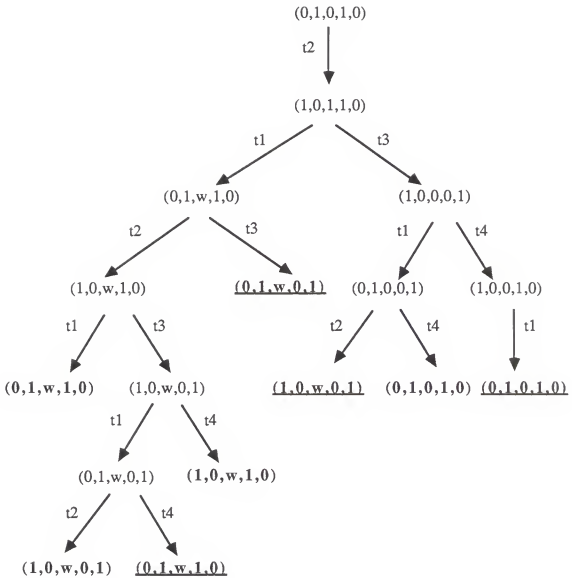 (0,1,0,1,0)
t2
(1,0,1,1,0)
t1 t3
(0,1,w,1,0) (1,0,0,0,1)
t2 t3 t1 t4
(1,0,w,1,0) (0,1,w,0,1) (0,1,0,0,1) (1,0,0,1,0)
t1 t3 t2 t4 t1
(0,1,w,1,0) (1,0,w,0,1) (1,0,w,0,1) (0,1,0,1,0) (0,1,0,1,0)
t1 t4
(0,1,w,0,1) (1,0,w,1,0)
t2 t4
(1,0,w,0,1) (0,1,w,1,0)